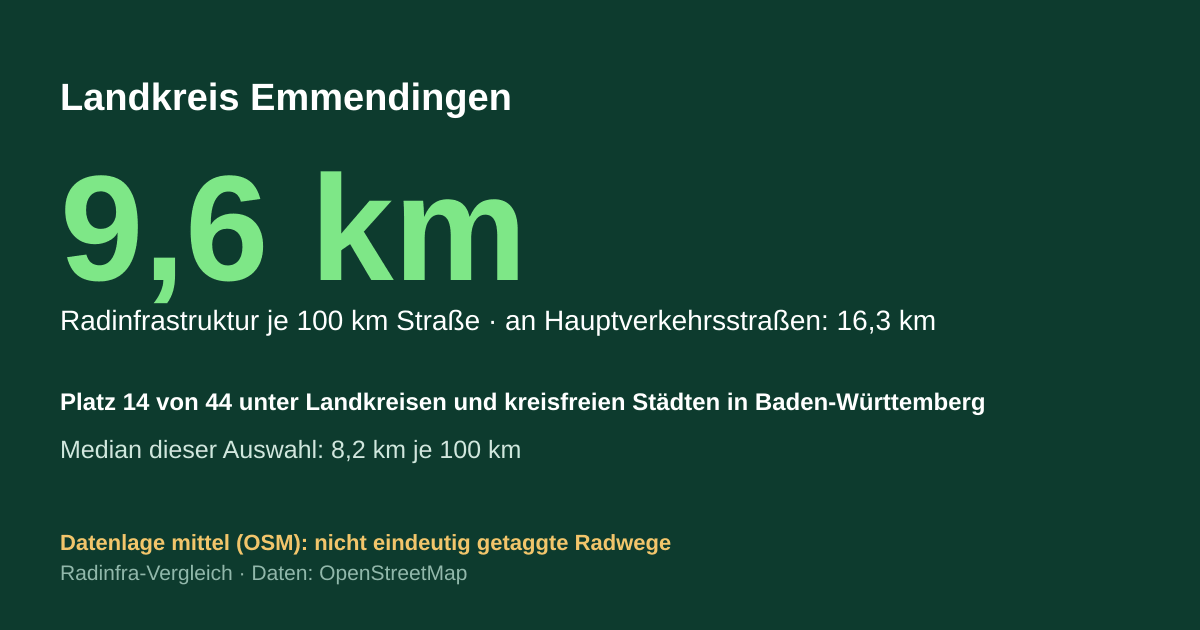 Landkreis Emmendingen
9,6 km
Radinfrastruktur je 100 km Straße · an Hauptverkehrsstraßen: 16,3 km
Platz 14 von 44 unter Landkreisen und kreisfreien Städten in Baden-Württemberg
Median dieser Auswahl: 8,2 km je 100 km
Datenlage mittel (OSM): nicht eindeutig getaggte Radwege
Radinfra-Vergleich · Daten: OpenStreetMap